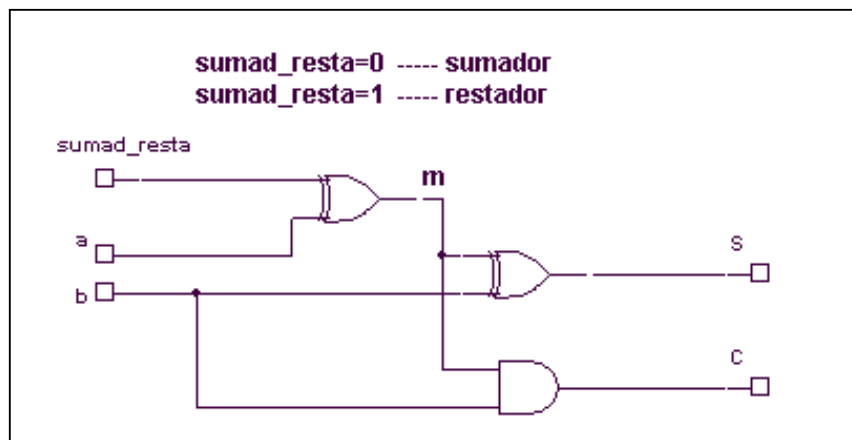 sumad_resta=0 ----- sumador
sumad_resta=1 ----- restador
sumad_resta
m
a
S
b
C